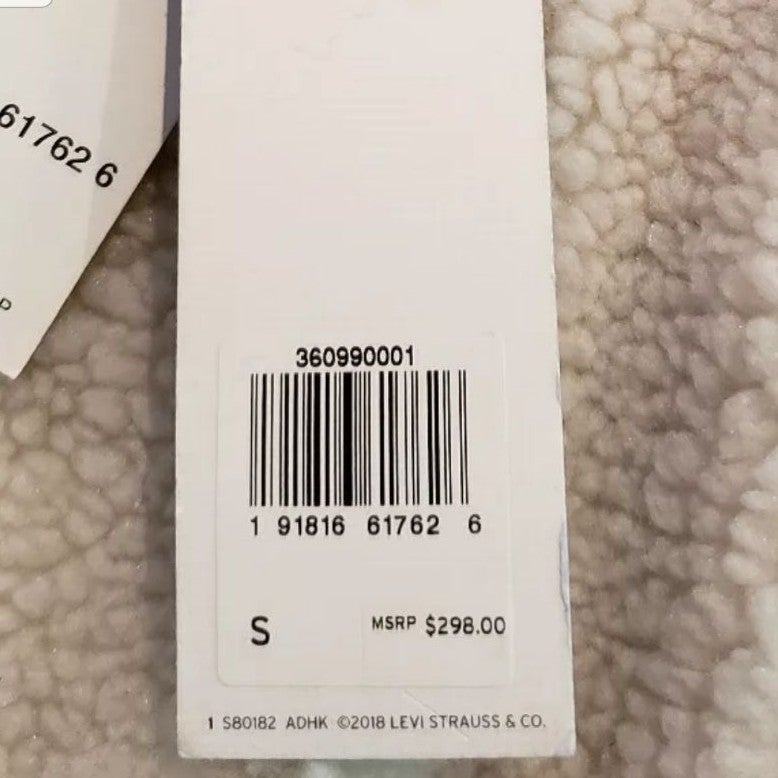 61762 6
P
360990001
1 91816 61762 6
S MSRP $298.00
1 S80182 ADHK ©2018 LEVI STRAUSS & CO.